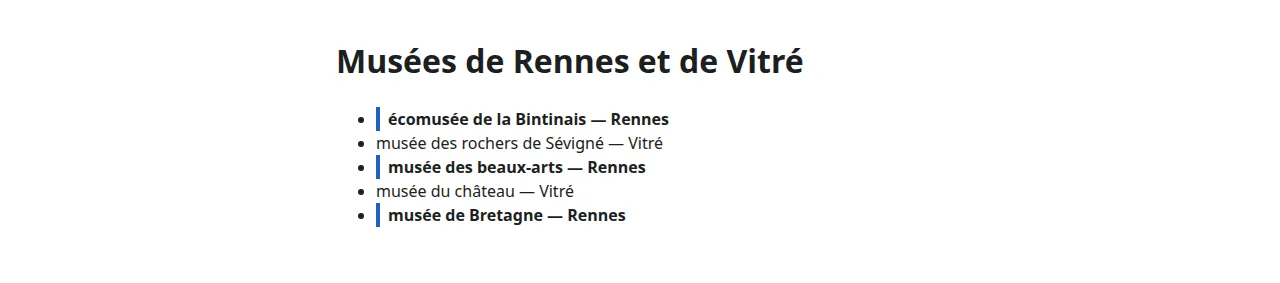 Musées de Rennes et de Vitré
écomusée de la Bintinais — Rennes
musée des rochers de Sévigné — Vitré
musée des beaux-arts — Rennes
musée du château — Vitré
musée de Bretagne — Rennes